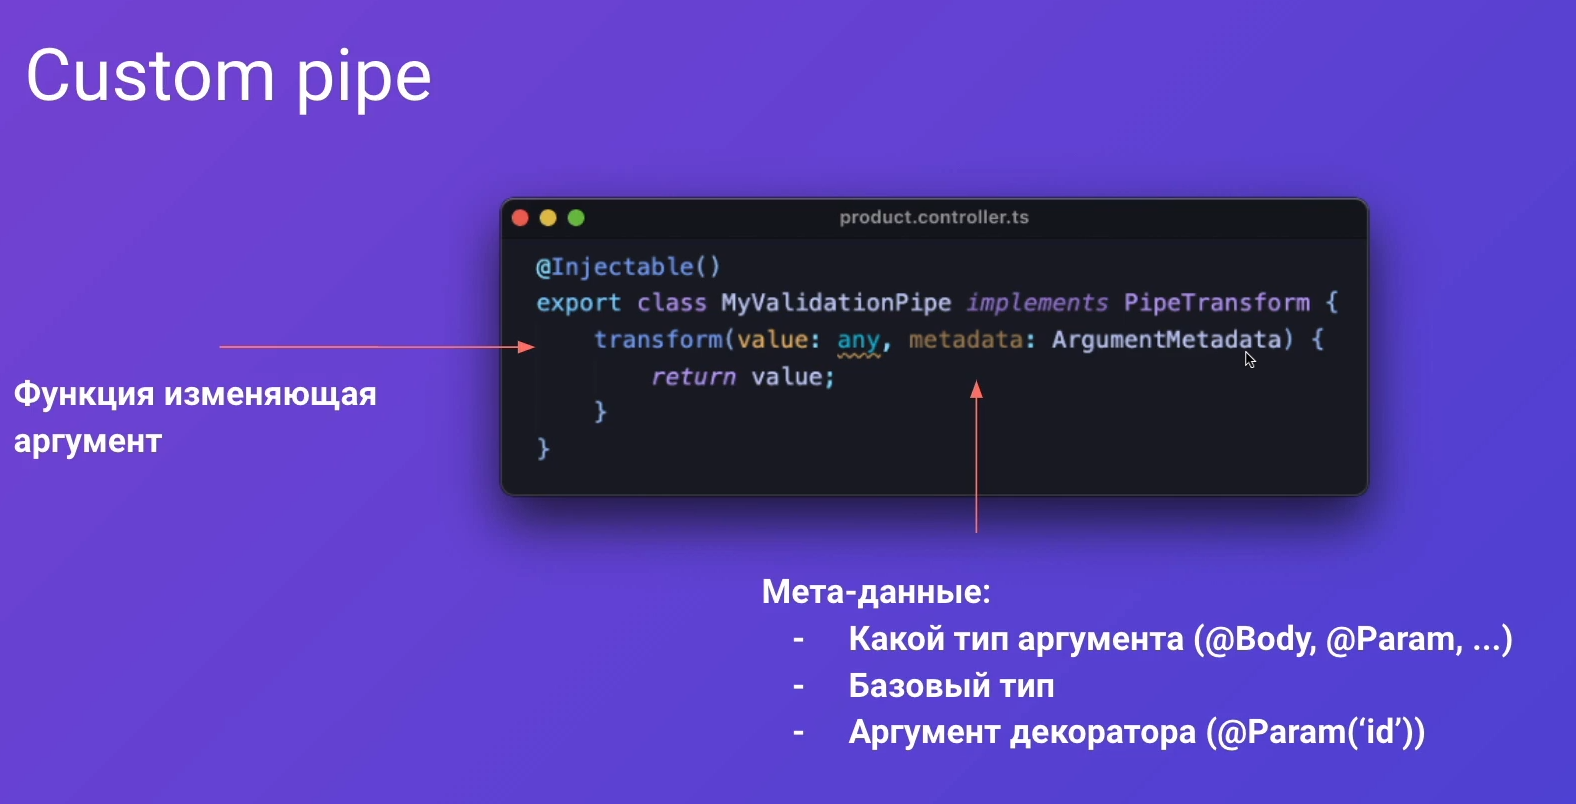 Custom pipe
product.controller.ts
@Injectable()
export class MyValidationPipe implements PipeTransform {
transform(value: any, metadata: ArgumentMetadata) {
return value;
}
}
Функция изменяющая
аргумент
Мета-данные:
- Какой тип аргумента (@Body, @Param, ...)
- Базовый тип
- Аргумент декоратора (@Param(‘id’))